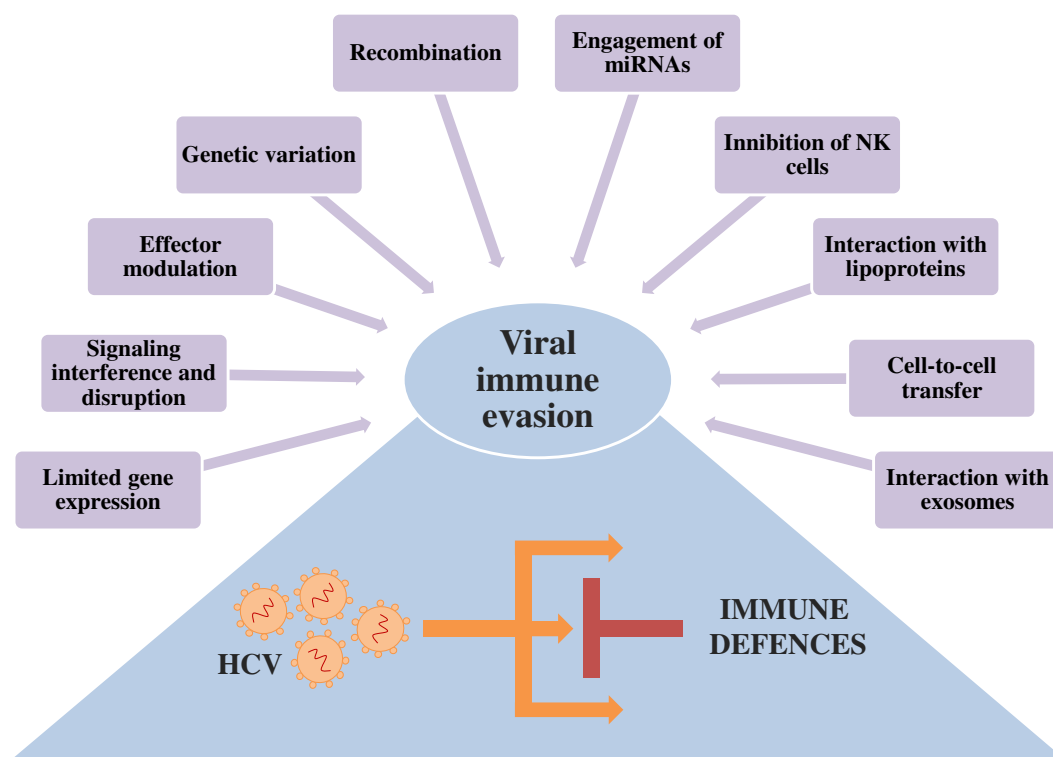 Recombination
Engagement of
miRNAs
Genetic variation
Innibition of NK
cells
Effector
modulation
Interaction with
lipoproteins
Signaling
interference and
disruption
Viral
immune
evasion
Cell-to-cell
transfer
Limited gene
expression
Interaction with
exosomes
HCV
IMMUNE
DEFENCES